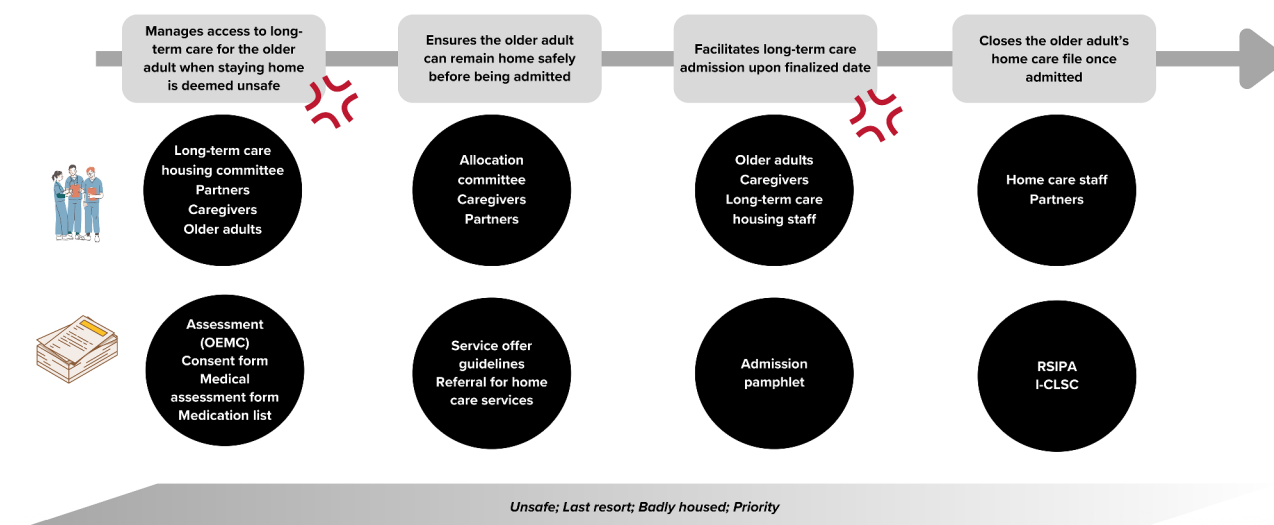 Manages access to long-
term care for the older
adult when staying home
is deemed unsafe
Ensures the older adult
can remain home safely
before being admitted
Facilitates long-term care
admission upon finalized date
Closes the older adult's
home care file once
admitted
Long-term care
housing committee
Partners
Caregivers
Older adults
Allocation
committee
Caregivers
Partners
Older adults
Caregivers
Long-term care
housing staff
Home care staff
Partners
Assessment
(OEMC)
Consent form
Medical
assessment form
Medication list
Service offer
guidelines
Referral for home
care services
Admission
pamphlet
RSIPA
I-CLSC
Unsafe; Last resort; Badly housed; Priority